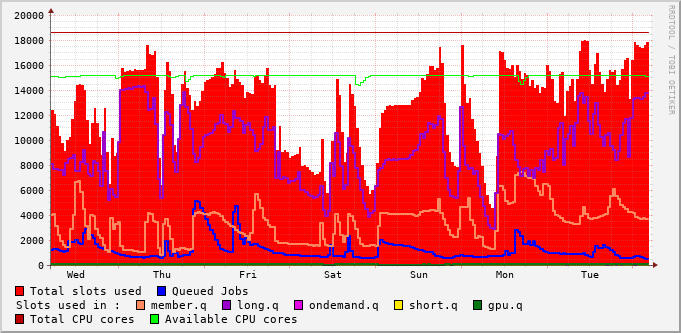 RRDTOOL / TOBI OETIKER
20000
18000
16000
14000
12000
10000
8000
6000
4000
2000
0
Wed Thu Fri Sat Sun Mon Tue
Total slots used Queued Jobs
Slots used in : member.q long.q ondemand.q short.q gpu.q
Total CPU cores Available CPU cores